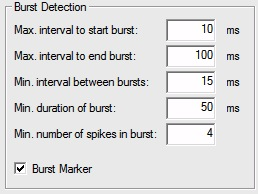 Burst Detection
Max. interval to start burst: 10 ms
Max. interval to end burst: 100 ms
Min. interval between bursts: 15 ms
Min. duration of burst: 50 ms
Min. number of spikes in burst: 4
Burst Marker